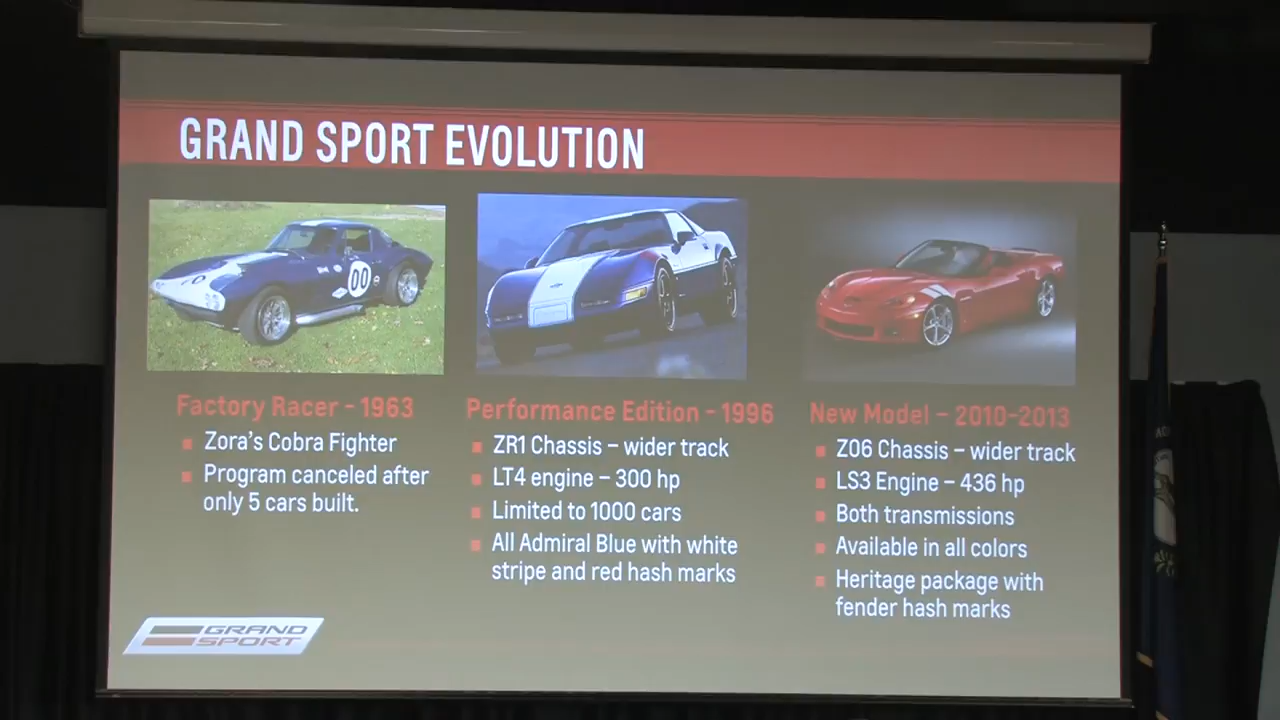 GRAND SPORT EVOLUTION
00
Factory Racer - 1963
Zora's Cobra Fighter
Program canceled after
only 5 cars built.
Performance Edition - 1996
ZR1 Chassis – wider track
LT4 engine – 300 hp
Limited to 1000 cars
All Admiral Blue with white
stripe and red hash marks
New Model – 2010-2013
Z06 Chassis – wider track
LS3 Engine – 436 hp
Both transmissions
Available in all colors
Heritage package with
fender hash marks
GRAND
SPORT